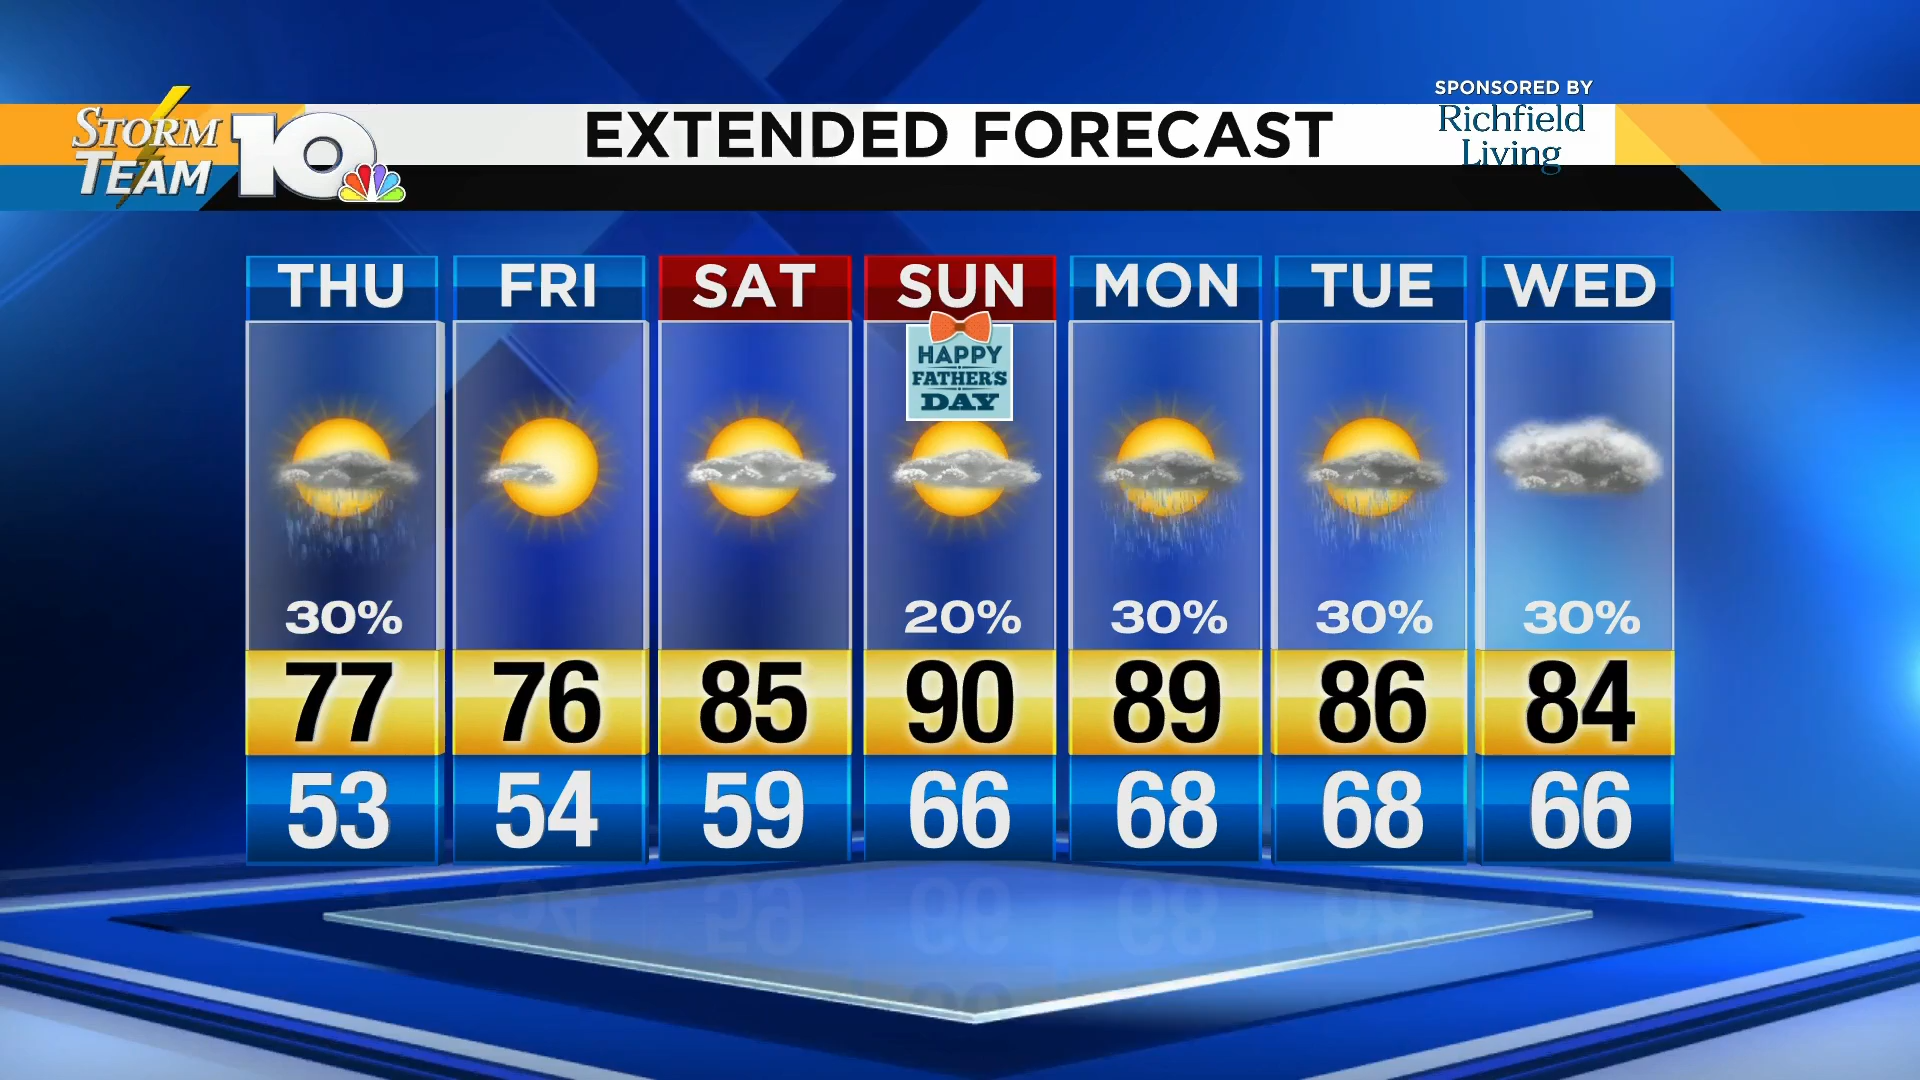 SPONSORED BY
STORM TEAM 10
EXTENDED FORECAST
Richfield
Living
THU FRI SAT SUN MON TUE WED
HAPPY
FATHER'S
DAY
30% 20% 30% 30% 30%
77 76 85 90 89 86 84
53 54 59 66 68 68 66